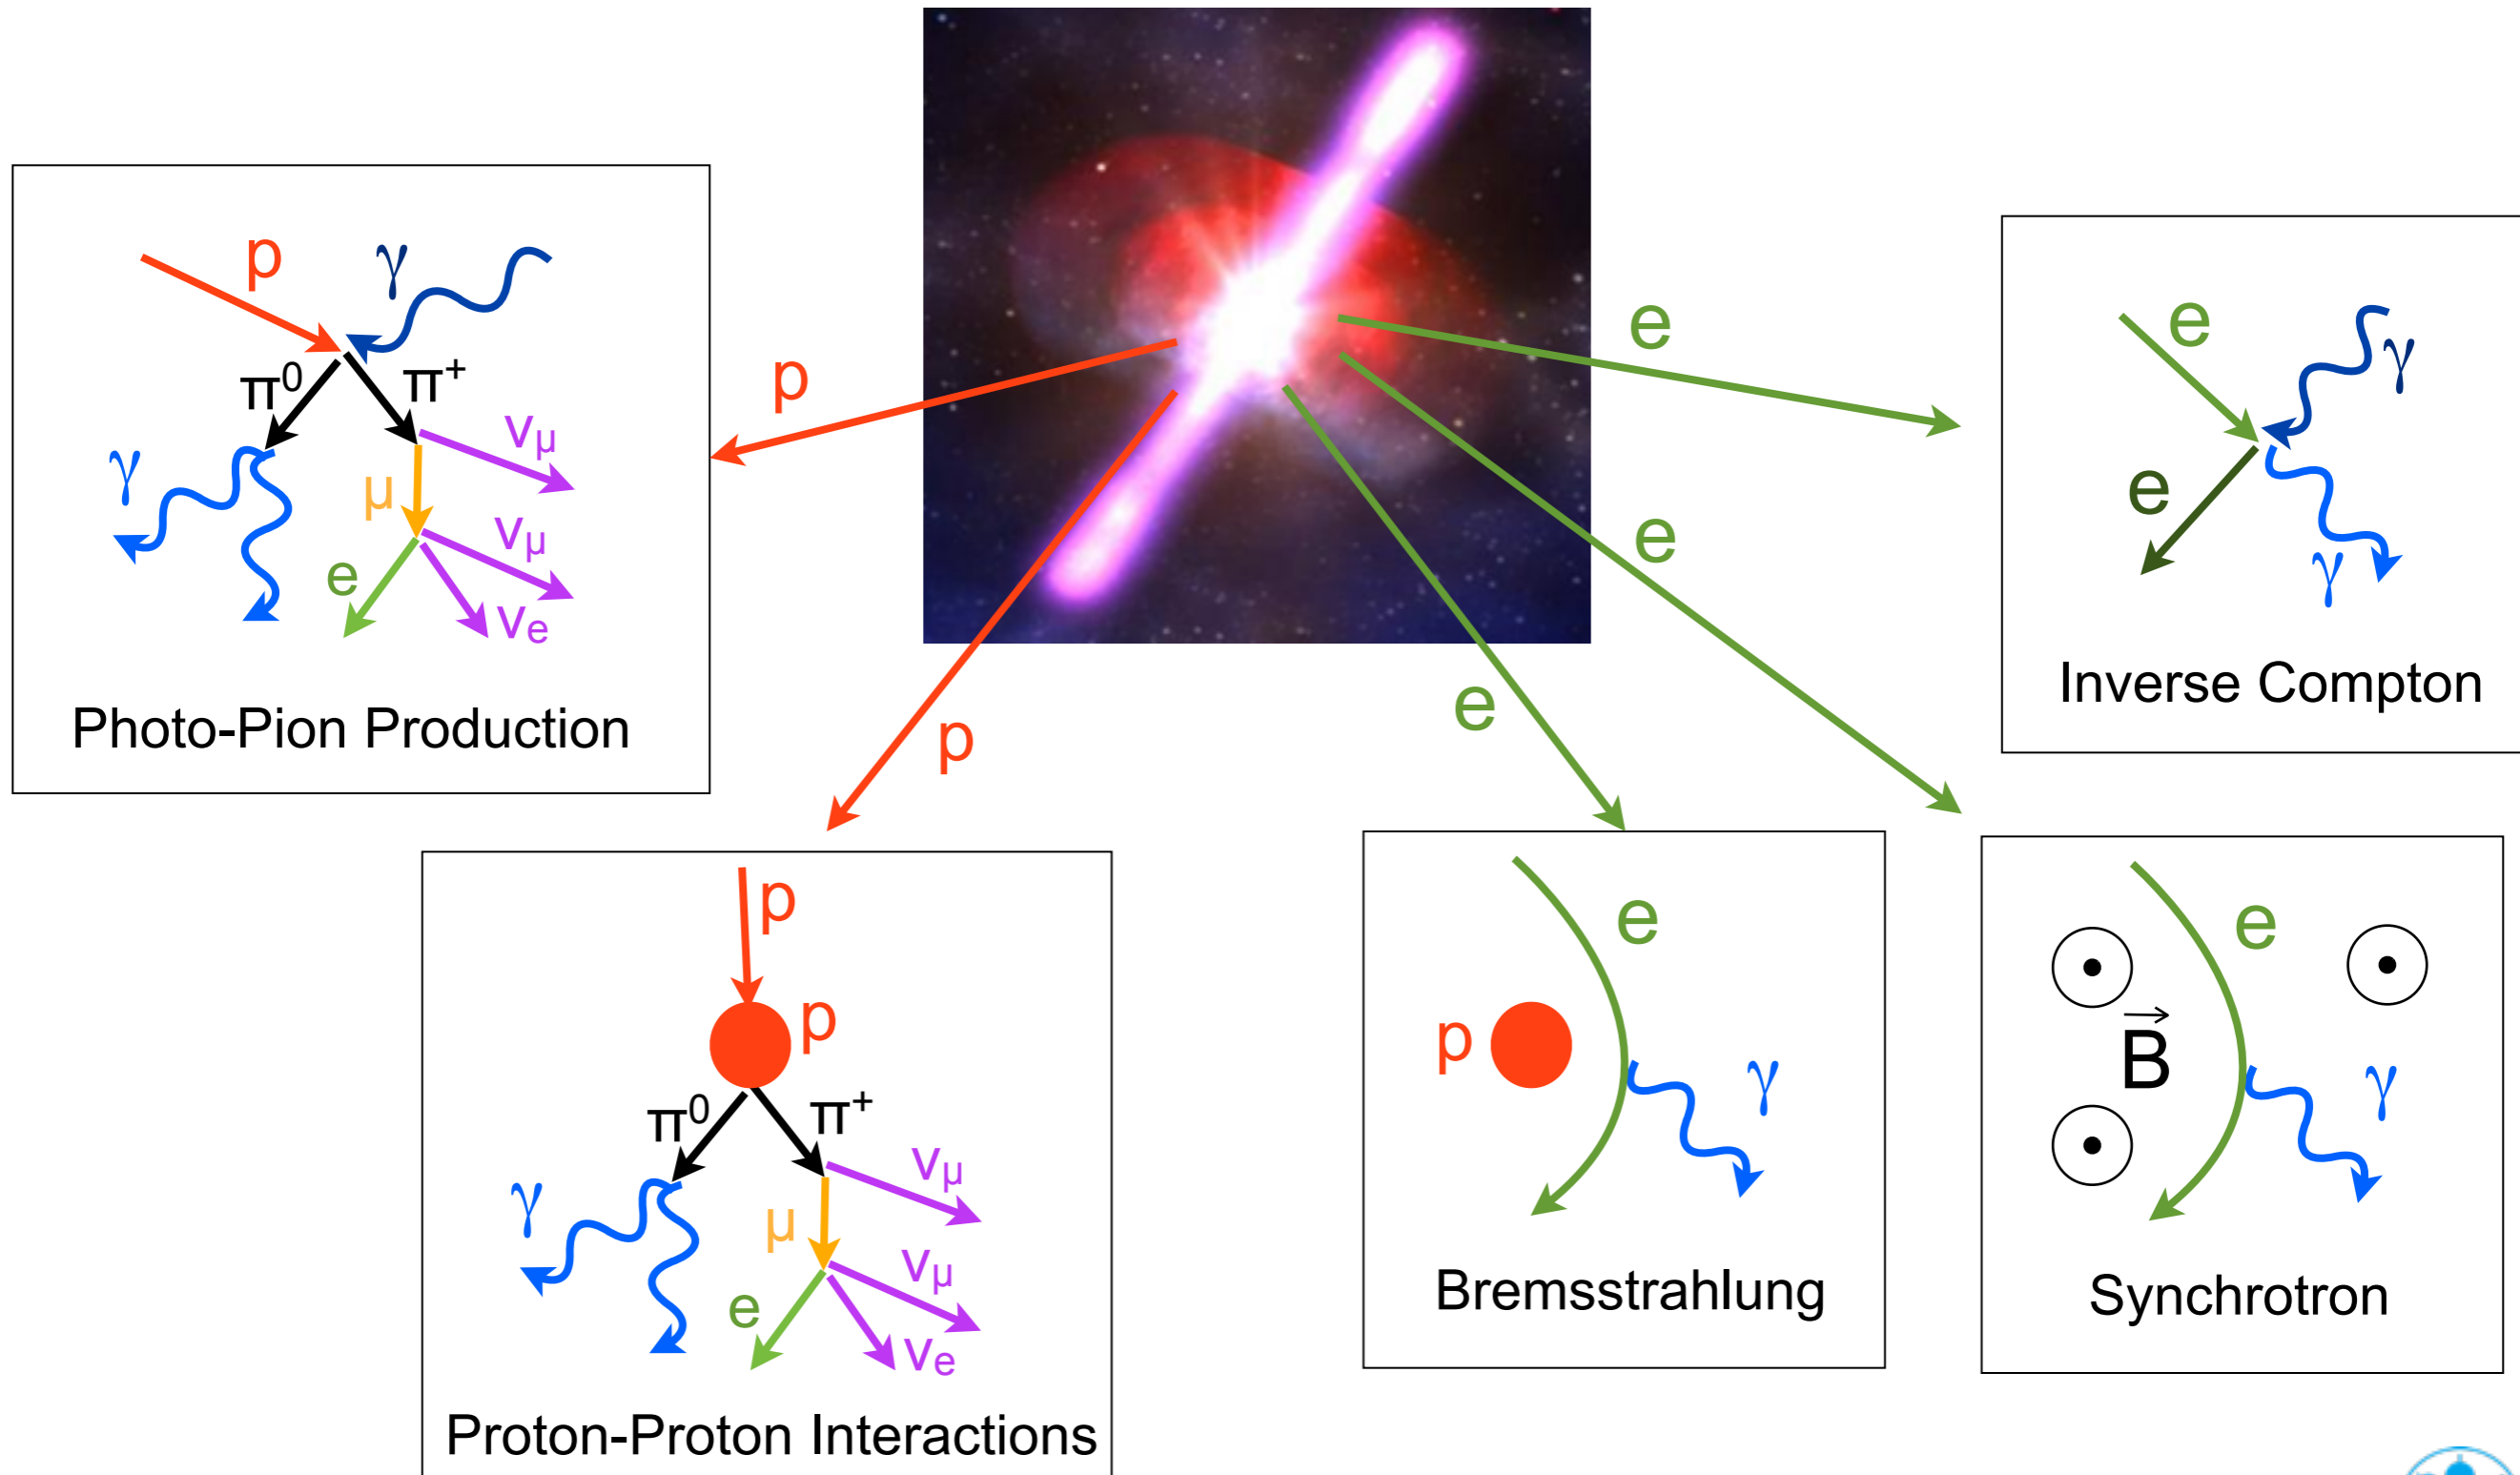 p
γ
π⁰
π⁺
νμ
γ
μ
νμ
e
νe
Photo-Pion Production
p
p
e
e
e
e
γ
e
γ
Inverse Compton
p
p
π⁰
π⁺
νμ
γ
μ
νμ
e
νe
Proton-Proton Interactions
e
p
γ
Bremsstrahlung
e
B⃗
γ
Synchrotron